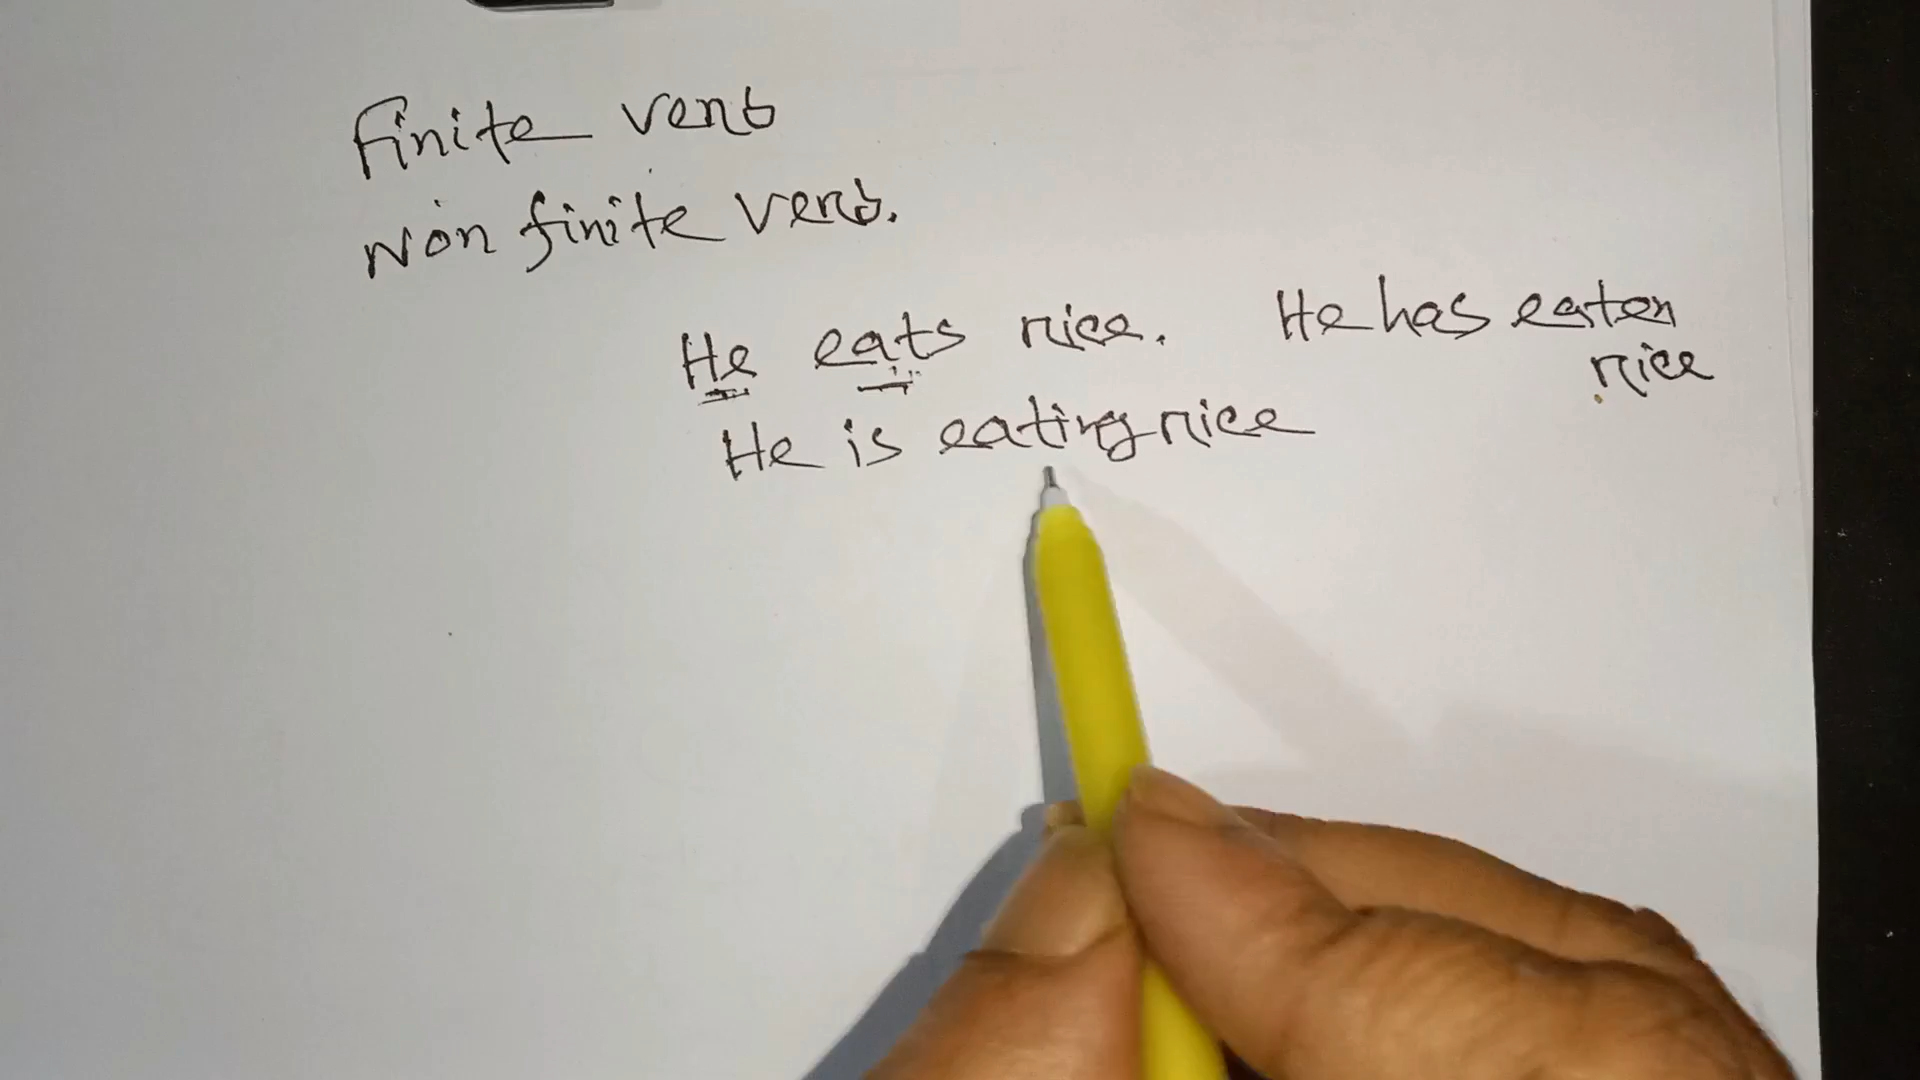 Finite verb
Non finite verb.
He eats rice.
He has eaten
rice
He is eating rice